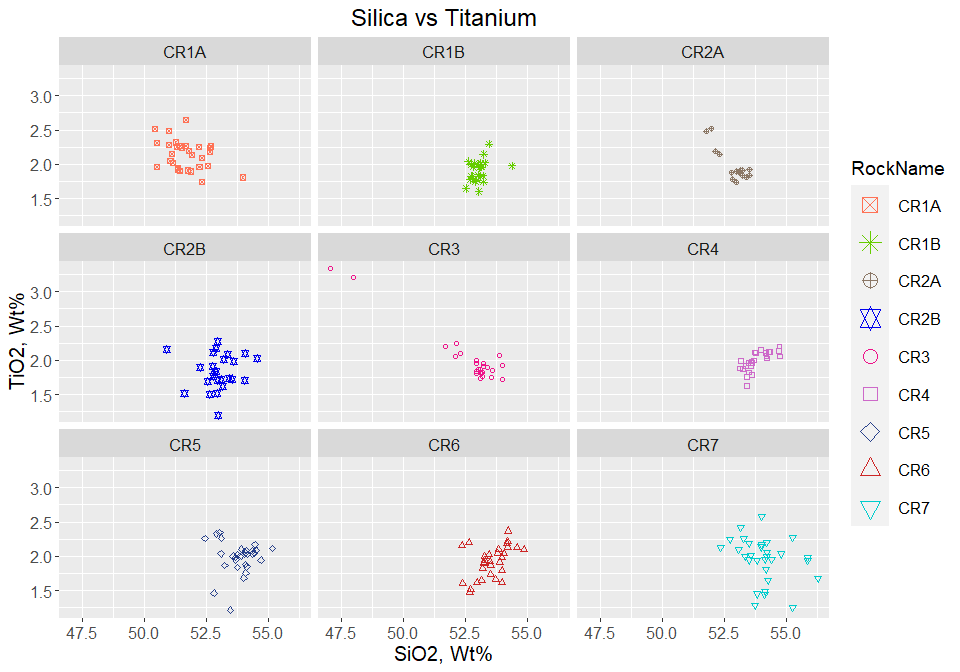 Silica vs Titanium
CR1A
CR1B
CR2A
3.0
2.5
2.0
1.5
CR2B
CR3
CR4
3.0
2.5
2.0
1.5
CR5
CR6
CR7
3.0
2.5
2.0
1.5
47.5 50.0 52.5 55.0
47.5 50.0 52.5 55.0
47.5 50.0 52.5 55.0
SiO2, Wt%
TiO2, Wt%
RockName
CR1A
CR1B
CR2A
CR2B
CR3
CR4
CR5
CR6
CR7